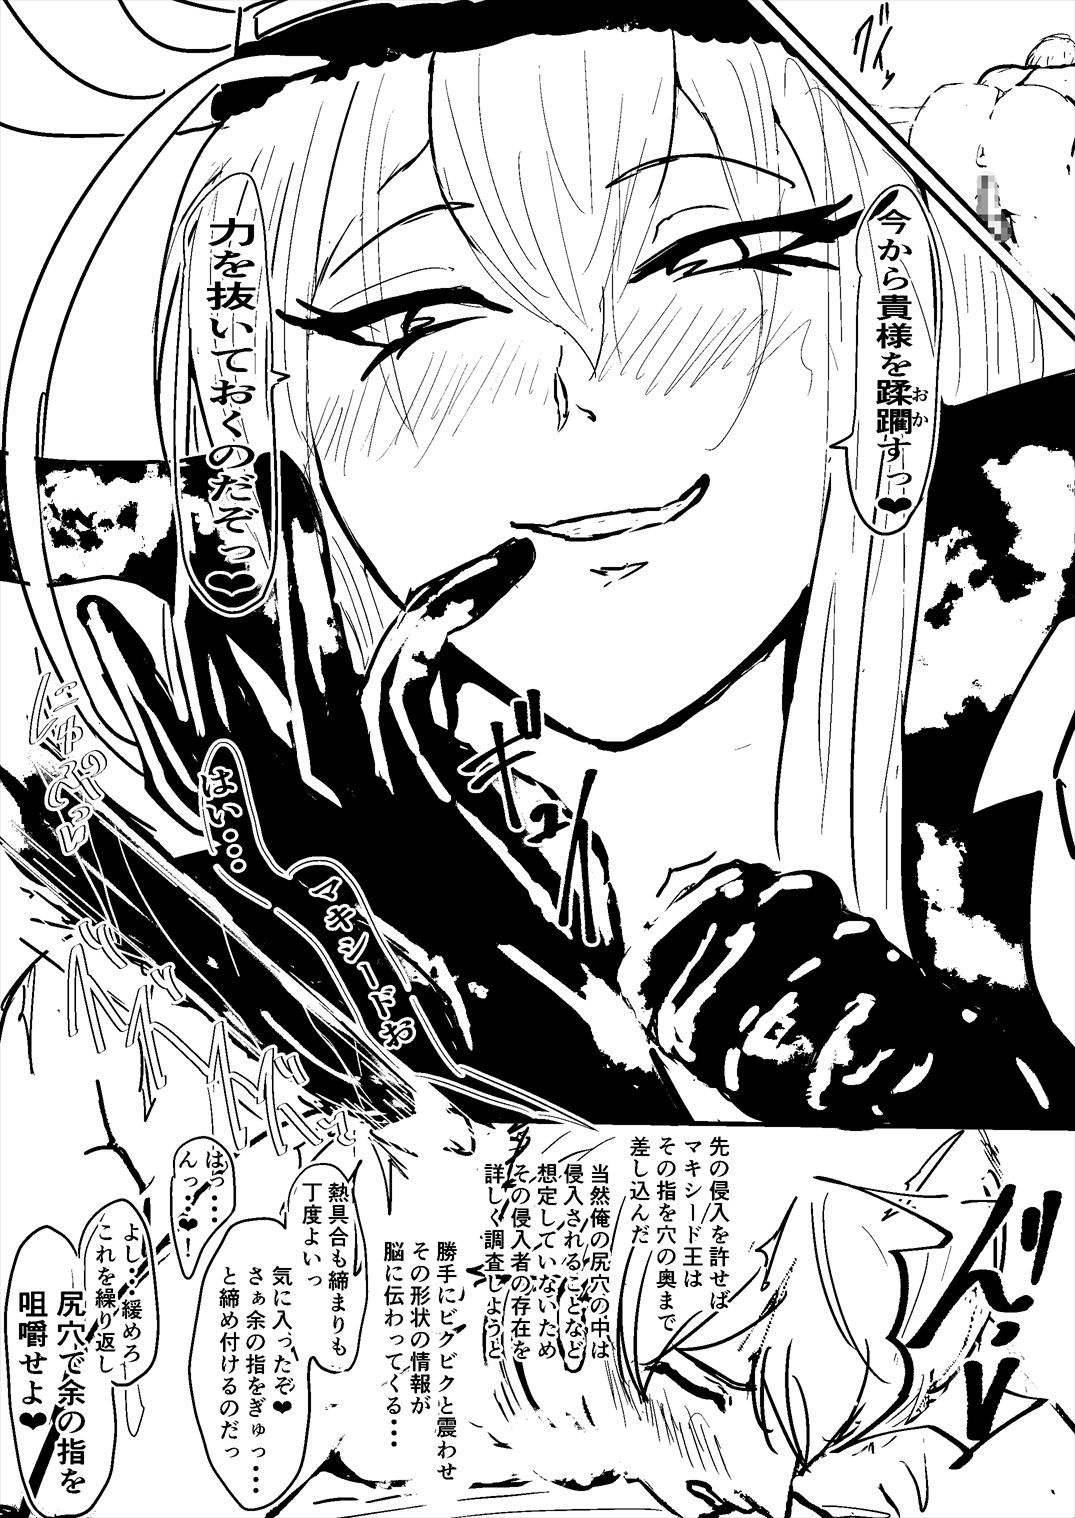 グイッ
今から貴様を蹂躙すっ♥
おか
力を抜いておくのだぞっ♥
ギュ
にゅぷっ
はい…
マキシードお
先の侵入を許せば
マキシード王は
その指を穴の奥まで
差し込んだ
当然俺の尻穴の中は
侵入されることなど
想定していないため
その侵入者の存在を
詳しく調査しようと
勝手にビクビクと震わせ
その形状の情報が
脳に伝わってくる…
熱具合も締まりも
丁度よいっ
気に入ったぞ♥
さぁ余の指をぎゅっ…
と締め付けるのだっ
はっ…
んっ…♥!
よし…緩めろ
これを繰り返し
尻穴で余の指を
咀嚼せよ♥